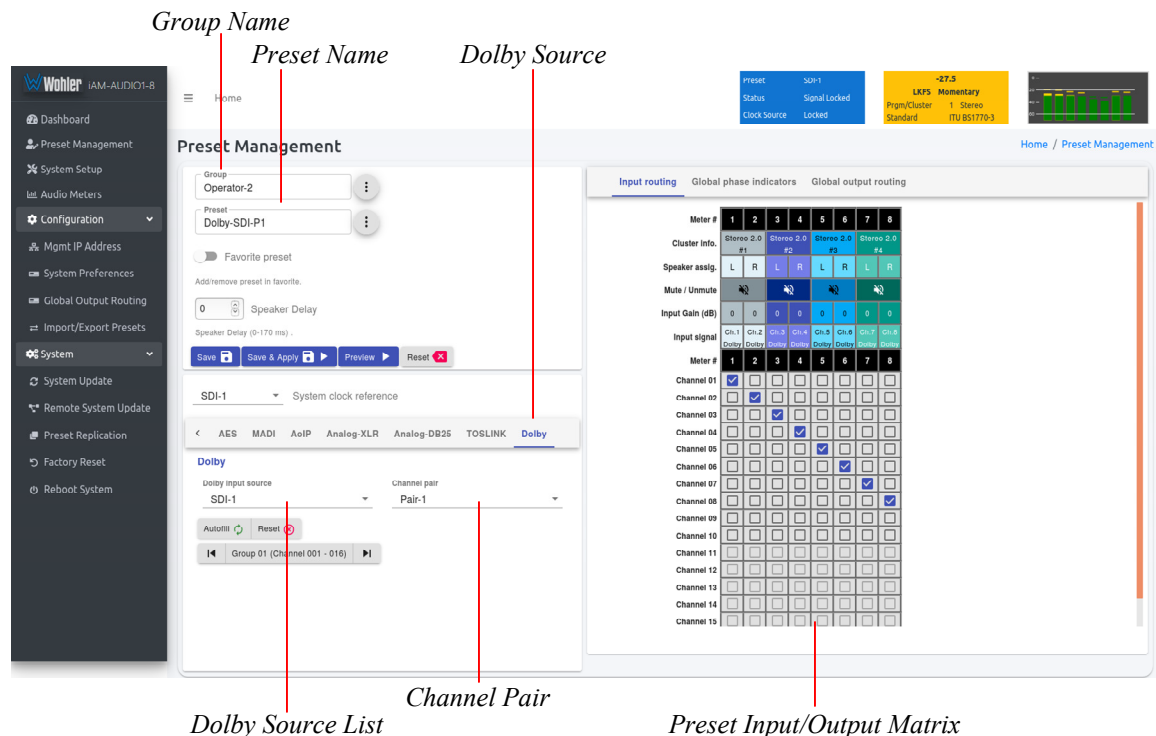 Group Name
Preset Name
Dolby Source
Wohler iAM-AUDIO1-8
Home
Preset SDI-1
Status Signal Locked
Clock Source Locked
-27.5
LKFS Momentary
Prgm/Cluster 1 Stereo
Standard ITU BS1770-3
Dashboard
Preset Management
System Setup
Audio Meters
Configuration
Mgmt IP Address
System Preferences
Global Output Routing
Import/Export Presets
System
System Update
Remote System Update
Preset Replication
Factory Reset
Reboot System
Preset Management
Home / Preset Management
Group
Operator-2
Preset
Dolby-SDI-P1
Favorite preset
Add/remove preset in favorite.
0 Speaker Delay
Speaker Delay (0-170 ms) .
Save Save & Apply Preview Reset
SDI-1 System clock reference
AES MADI AoIP Analog-XLR Analog-DB25 TOSLINK Dolby
Dolby
Dolby input source Channel pair
SDI-1 Pair-1
Autofill Reset
Group 01 (Channel 001 - 016)
Input routing Global phase indicators Global output routing
Meter # 1 2 3 4 5 6 7 8
Cluster info. Stereo 2.0 Stereo 2.0 Stereo 2.0 Stereo 2.0
#1 #2 #3 #4
Speaker assig. L R L R L R L R
Mute / Unmute
Input Gain (dB) 0 0 0 0 0 0 0 0
Input signal Ch.1 Ch.2 Ch.3 Ch.4 Ch.5 Ch.6 Ch.7 Ch.8
Dolby Dolby Dolby Dolby Dolby Dolby Dolby Dolby
Meter # 1 2 3 4 5 6 7 8
Channel 01
Channel 02
Channel 03
Channel 04
Channel 05
Channel 06
Channel 07
Channel 08
Channel 09
Channel 10
Channel 11
Channel 12
Channel 13
Channel 14
Channel 15
Channel Pair
Dolby Source List
Preset Input/Output Matrix